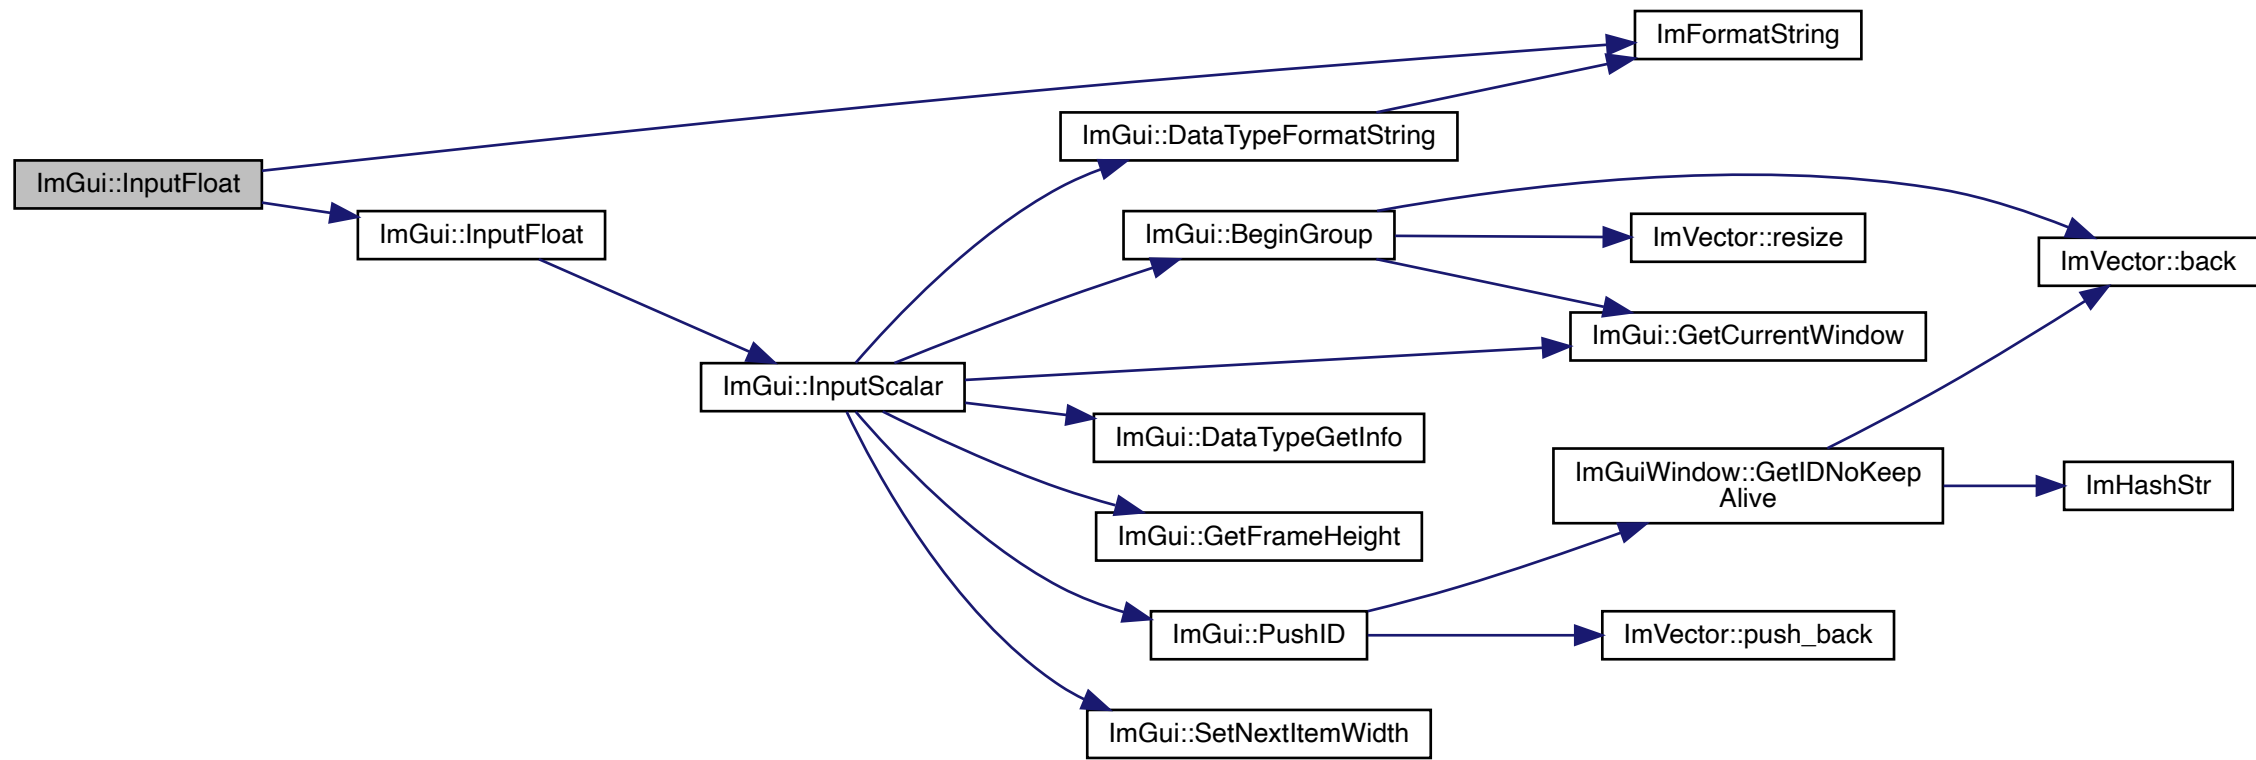 ImGui::InputFloat
ImGui::InputFloat
ImGui::InputScalar
ImFormatString
ImGui::DataTypeFormatString
ImGui::BeginGroup
ImVector::resize
ImVector::back
ImGui::GetCurrentWindow
ImGui::DataTypeGetInfo
ImGui::GetFrameHeight
ImGuiWindow::GetIDNoKeep
Alive
ImHashStr
ImGui::PushID
ImVector::push_back
ImGui::SetNextItemWidth